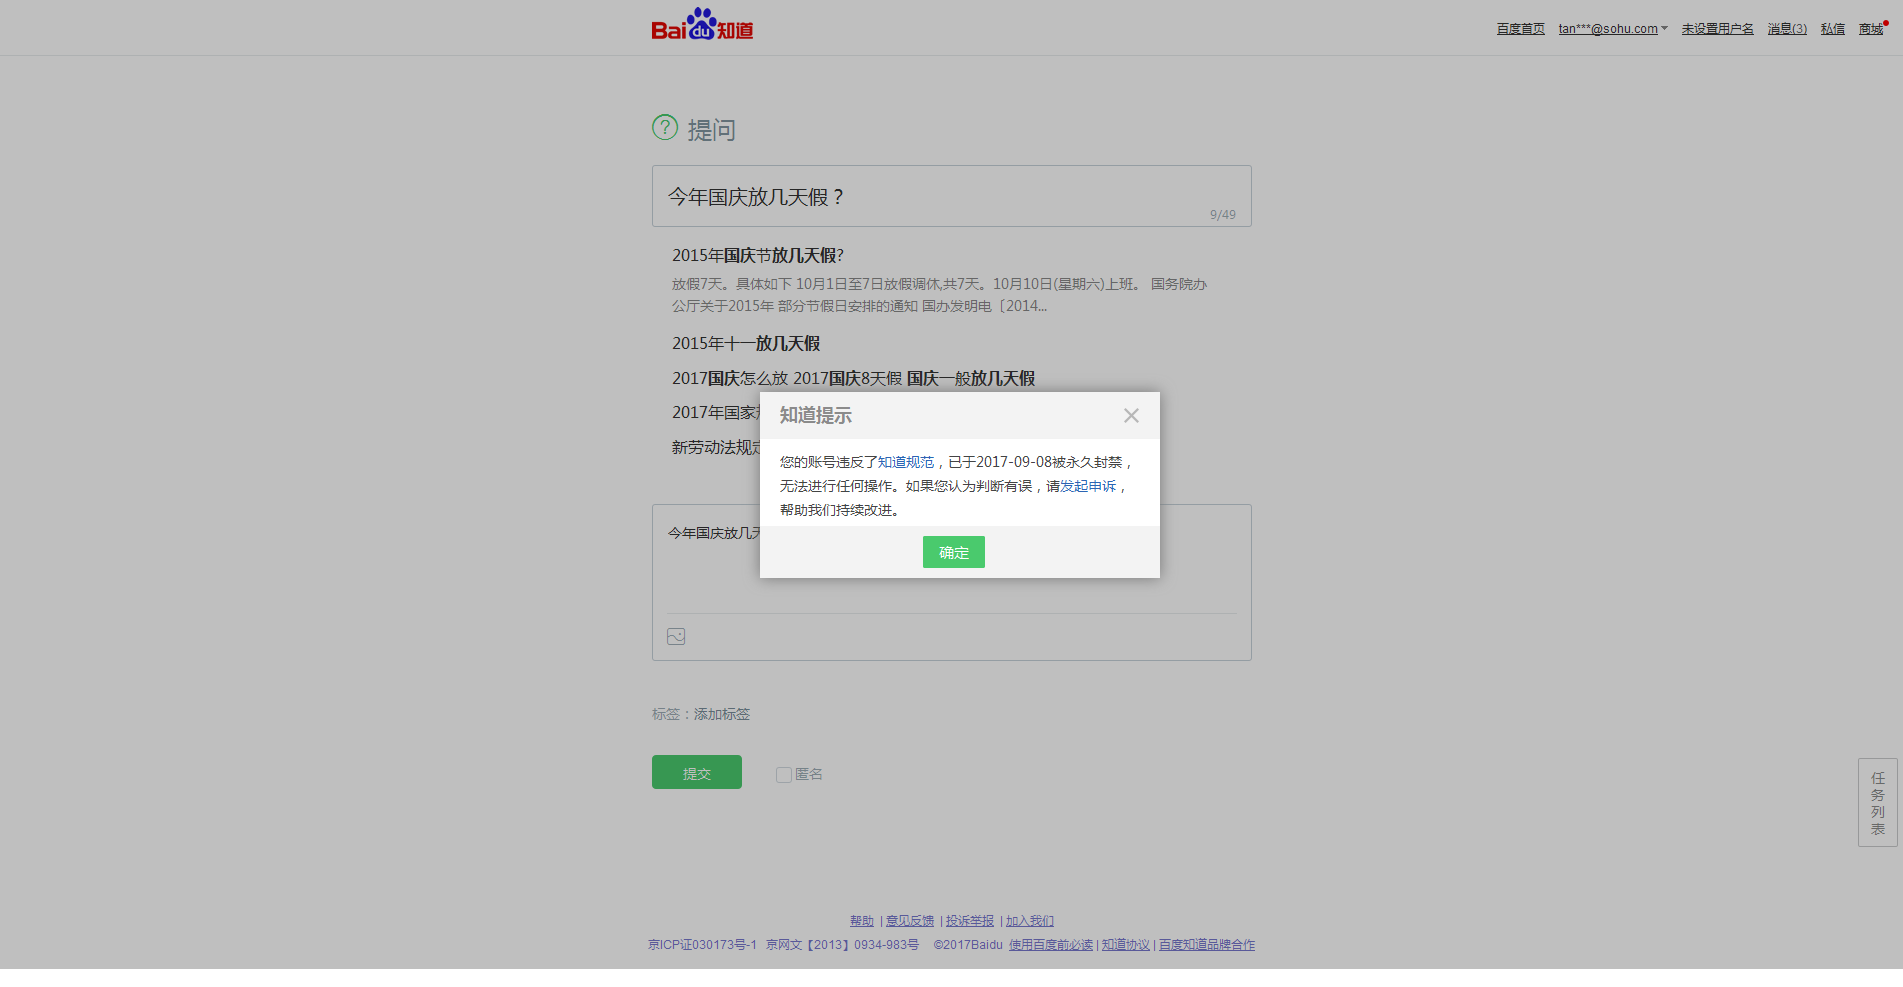 Baidu知道
百度首页 tan***@sohu.com 未设置用户名 消息(3) 私信 商城
提问
今年国庆放几天假？
9/49
2015年国庆节放几天假?
放假7天。具体如下 10月1日至7日放假调休,共7天。10月10日(星期六)上班。 国务院办
公厅关于2015年 部分节假日安排的通知 国办发明电〔2014...
2015年十一放几天假
2017国庆怎么放 2017国庆8天假 国庆一般放几天假
2017年国家
新劳动法规定
知道提示
您的账号违反了知道规范，已于2017-09-08被永久封禁，
无法进行任何操作。如果您认为判断有误，请发起申诉，
帮助我们持续改进。
确定
今年国庆放几天
标签：添加标签
提交 匿名
任
务
列
表
帮助 | 意见反馈 | 投诉举报 | 加入我们
京ICP证030173号-1 京网文【2013】0934-983号 ©2017Baidu 使用百度前必读 | 知道协议 | 百度知道品牌合作